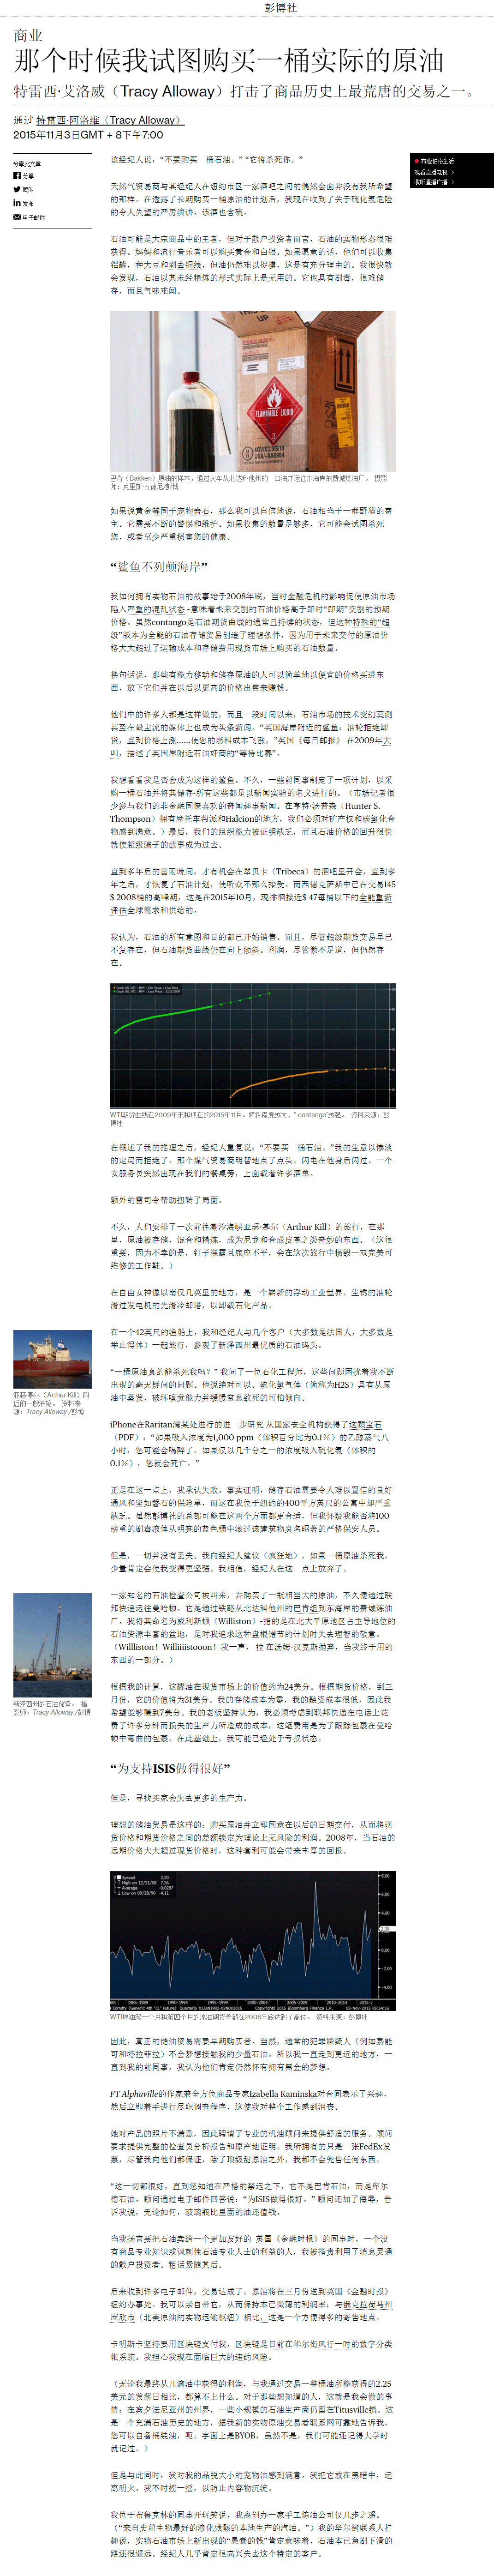 彭博社
商业
那个时候我试图购买一桶实际的原油
特雷西·艾洛威（Tracy Alloway）打击了商品历史上最荒唐的交易之一。
通过 特雷西·阿洛维（Tracy Alloway）
2015年11月3日GMT + 8下午7:00
分享此文章
分享
鸣叫
发布
电子邮件
布隆伯格生活
观看直播电视 〉
收听直播广播 〉
该经纪人说：“不要购买一桶石油。” “它将杀死你。”
天然气贸易商与其经纪人在纽约市区一家酒吧之间的偶然会面并没有我所希望
的那样。在透露了长期购买一桶原油的计划后，我现在收到了关于硫化氢危险
的令人失望的严厉演讲。该酒也含硫。
石油可能是大宗商品中的王者，但对于散户投资者而言，石油的实物形态很难
获得。妈妈和流行音乐者可以购买黄金和白银。如果愿意的话，他们可以收集
铝罐，种大豆和剥去铜线，但油仍然难以捉摸，这是有充分理由的。我很快就
会发现，石油以其未经精炼的形式实际上是无用的。它也具有剧毒，很难储
存，而且气味难闻。
巴肯（Bakken）原油的样本，通过火车从北达科他州的一口油井运往东海岸的费城炼油厂。 摄影
师：克里斯·古德尼/彭博
如果说黄金等同于宠物岩石，那么我可以自信地说，石油相当于一群野猫的寄
主。它需要不断的警惕和维护。如果收集的数量足够多，它可能会试图杀死
您，或者至少严重损害您的健康。
“鲨鱼不列颠海岸”
我如何拥有实物石油的故事始于2008年底，当时金融危机的影响促使原油市场
陷入严重的混乱状态 -意味着未来交割的石油价格高于即时“即期”交割的预期
价格。虽然contango是石油期货曲线的通常且持续的状态，但这种特殊的“超
级”版本为全能的石油存储贸易创造了理想条件，因为用于未来交付的原油价
格大大超过了运输成本和存储费用现货市场上购买的石油数量。
换句话说，那些有能力移动和储存原油的人可以简单地以便宜的价格买进东
西，放下它们并在以后以更高的价格出售来赚钱。
他们中的许多人都是这样做的，而且一段时间以来，石油市场的技术变幻莫测
甚至在最主流的媒体上也成为头条新闻。“英国海岸附近的鲨鱼：油轮拒绝卸
货，直到价格上涨……使您的燃料成本飞涨，”英国《每日邮报》 在2009年大
叫，描述了英国岸附近石油奸商的“等待比赛”。
我想看看我是否会成为这样的鲨鱼。不久，一些前同事制定了一项计划，以采
购一桶石油并将其储存-所有这些都是以新闻实验的名义进行的。（市场记者很
少参与我们的非金融同僚喜欢的奇闻趣事新闻。在亨特·汤普森（Hunter S.
Thompson）拥有摩托车帮派和Halcion的地方，我们必须对矿产权和碳氢化合
物感到满意。）最后，我们的组织能力被证明缺乏，而且石油价格的回升很快
就使超级骗子的故事成为过去。
直到多年后的雷雨晚间，才有机会在翠贝卡（Tribeca）的酒吧里开会，直到多
年之后，才恢复了石油计划，使听众不那么接受。而西德克萨斯中已在交易145
$ 2008桶的高峰期，这是在2015年10月，现徘徊接近$ 47每桶以下的全能重新
评估全球需求和供给的。
我认为，石油的所有意图和目的都已开始销售。而且，尽管超级期货交易早已
不复存在，但石油期货曲线仍在向上倾斜。利润，尽管微不足道，但仍然存
在。
WTI期货曲线在2009年末和现在的2015年11月。倾斜程度越大，” contango”越强。 资料来源：彭
博社
在概述了我的推理之后，经纪人重复说：“不要买一桶石油。”我的生意以惨淡
的定局而拒绝了。那个煤气贸易商明智地点了点头。闪电在他身后闪过。一个
女服务员突然出现在我们的餐桌旁，上面载着许多酒单。
额外的雷司令帮助扭转了局面。
不久，人们安排了一次前往潮汐海峡亚瑟·基尔（Arthur Kill）的旅行，在那
里，原油被存储，混合和精炼，成为尼龙和合成皮革之类奇妙的东西。（这很
重要，因为不幸的是，钉子裸露且底座不平，会在这次旅行中损毁一双完美可
维修的工作鞋。）
在自由女神像以南仅几英里的地方，是一个崭新的浮动工业世界。生锈的油轮
滑过发电机的光滑冷却塔，以卸载石化产品。
亚瑟·基尔（Arthur Kill）附
近的一艘油轮。 资料来
源：Tracy Alloway /彭博
在一个42英尺的渔船上，我和经纪人与几个客户（大多数是法国人，大多数是
举止得体）一起旅行，参观了新泽西州最优质的石油码头。
“一桶原油真的能杀死我吗？” 我问了一位石化工程师，这些问题困扰着我不断
出现的毫无疑问的问题。他说绝对可以。硫化氢气体（简称为H2S）具有从原
油中蒸发，破坏嗅觉能力并缓慢窒息致死的可怕倾向。
iPhone在Raritan湾某处进行的进一步研究 从国家安全机构获得了这颗宝石
（PDF）：“如果吸入浓度为1,000 ppm（体积百分比为0.1％）的乙醇蒸气八
小时，您可能会喝醉了。如果仅以几千分之一的浓度吸入硫化氢（体积的
0.1％），您就会死亡。”
正是在这一点上，我承认失败。事实证明，储存石油需要令人难以置信的良好
通风和坚如磐石的保险单，而这在我位于纽约的400平方英尺的公寓中却严重
缺乏。虽然彭博社的总部可能在这两个方面都更合适，但我怀疑我能否将100
磅重的剧毒液体从明亮的蓝色桶中滚过该建筑物臭名昭著的严格保安人员。
但是，一切并没有丢失。我向经纪人建议（疯狂地），如果一桶原油杀死我，
少量肯定会使我变得更坚强。我相信，经纪人在这一点上放弃了。
新泽西州的石油储备。 摄
影师：Tracy Alloway /彭博
一家知名的石油检查公司被叫来，并购买了一瓶相当大的原油，不久便通过联
邦快递运往曼哈顿。它是通过铁路从北达科他州的巴肯组到东海岸的费城炼油
厂。我将其命名为威利斯顿（Williston）-指的是在北大平原地区占主导地位的
石油资源丰富的盆地，是对我追求这种盘根错节的计划时失去理智的敬意。
（Willliston！Williiiistooon！我一声， 拉 在汤姆·汉克斯抛弃，当我终于用的
东西的一部分。）
根据我的计算，这罐油在现货市场上的价值约为24美分。根据期货价格，到三
月份，它的价值将为31美分。我的存储成本为零，我的融资成本很低，因此我
希望能够赚到7美分。我的老板坚持认为，我必须考虑到联邦快递在电话上花
费了许多分钟而损失的生产力所造成的成本，这笔费用是为了跟踪包裹在曼哈
顿中弯曲的包裹。在此基础上，我可能已经处于亏损状态。
“为支持ISIS做得很好”
但是，寻找买家会失去更多的生产力。
理想的储油贸易是这样的：购买原油并立即同意在以后的日期交付，从而将现
货价格和期货价格之间的差额锁定为理论上无风险的利润。2008年，当石油的
远期价格大大超过现货价格时，这种套利可能会带来丰厚的回报。
WTI原油第一个月和第四个月的原油期货差额在2008年底达到了高位。 资料来源：彭博社
因此，真正的储油贸易需要早期购买者。当然，通常的犯罪嫌疑人（例如嘉能
可和特拉菲拉）不会梦想接触我的少量石油。所以我一直走到更远的地方，一
直到我的前同事，我认为他们肯定仍然怀有拥有黑金的梦想。
FT Alphaville的作家兼全方位商品专家Izabella Kaminska对合同表示了兴趣，
然后立即着手进行尽职调查程序，这使我对整个工作感到沮丧。
她对产品的照片不满意，因此聘请了专业的机油顾问来提供舒适的服务。顾问
要求提供完整的检查员分析报告和原产地证明。我所拥有的只是一张FedEx发
票，尽管我向他们都保证，除了顶级甜原油之外，我都不会兜售任何东西。
“这一切都很好，直到您知道在严格的禁运之下，它不是巴肯石油，而是库尔
德石油。顾问通过电子邮件回答说：“为ISIS做得很好。” 顾问还加了侮辱，告
诉我说，无论如何，玻璃瓶比里面的油还值钱。
当我扬言要把石油卖给一个更加友好的 英国《金融时报》的同事时，一个没
有商品专业知识或讽刺性石油专业人士的利益的人，我被指责利用了消息灵通
的散户投资者。粗话紧随其后。
后来收到许多电子邮件，交易达成了。原油将在三月份送到英国《金融时报》
纽约办事处。我可以亲自带它，从而保持本已微薄的利润率；与俄克拉荷马州
库欣市（北美原油的实物运输枢纽）相比，这是一个方便得多的寄售地点。
卡明斯卡坚持要用区块链支付我，区块链是目前在华尔街风行一时的数字分类
帐系统。我担心我现在面临巨大的违约风险。
（无论我最终从几滴油中获得的利润，与我通过交易一整桶油所能获得的2.25
美元的发薪日相比，都算不上什么。对于那些想知道的人，这就是我会做的事
情：在宾夕法尼亚州的州界，一些小规模的石油生产商仍留在Titusville镇，这
是一个充满石油历史的地方，据我新的实物原油交易者联系网可靠地告诉我，
您可以自备桶装油，呃。字面上是BYOB，虽然不是，我们可能还记得大学时
就记过。）
但是与此同时，我对我的品脱大小的宠物油感到满意。我把它放在黑暗中，远
离明火。我不时摇一摇，以防止内容物沉淀。
我位于布鲁克林的同事开玩笑说，我离创办一家手工炼油公司仅几步之遥。
（“来自史前生物最好的液化残骸的本地生产的汽油。”）我的华尔街联系人打
趣说，实物石油市场上新出现的“愚蠢的钱”肯定意味着，石油本已急剧下滑的
路还很遥远。经纪人几乎肯定很高兴失去这个特定的客户。